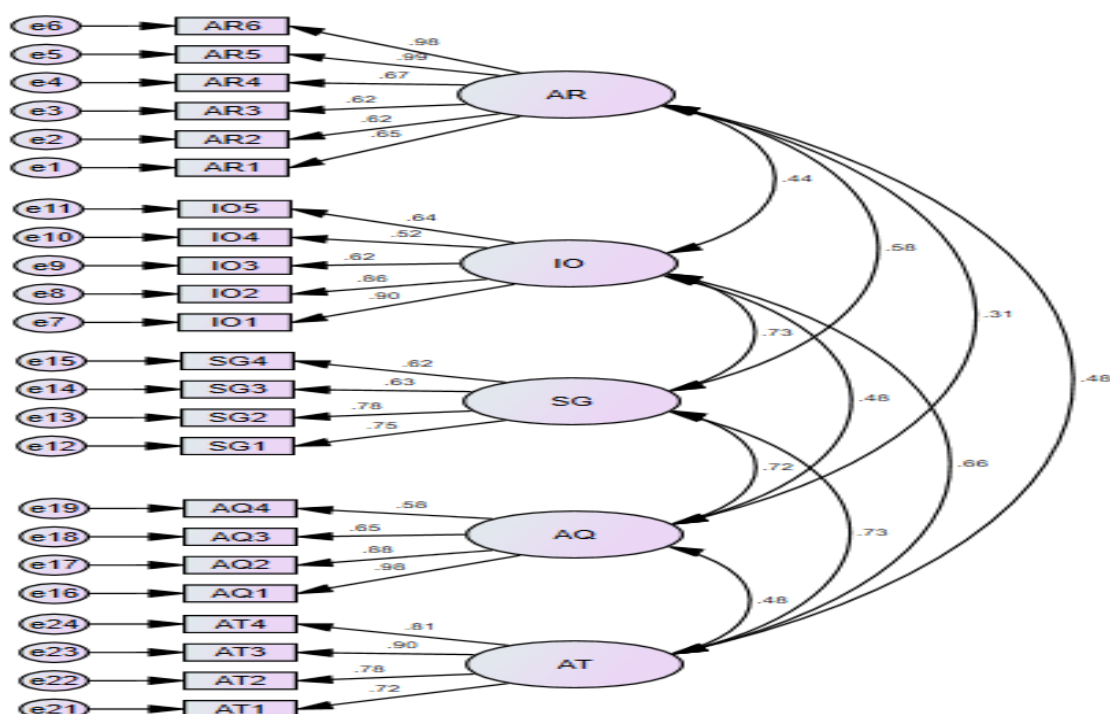 e6 AR6 .98
e5 AR5 .99
e4 AR4 .67
AR
e3 AR3 .62
e2 AR2 .62
e1 AR1 .65
.44
e11 IO5 .64
e10 IO4 .52
.58
e9 IO3 .62
IO
e8 IO2 .86
e7 IO1 .90
.31
.73
e15 SG4 .62
.48
e14 SG3 .63
.48
SG
e13 SG2 .78
e12 SG1 .75
.72
.66
e19 AQ4 .58
e18 AQ3 .65
AQ
.73
e17 AQ2 .88
e16 AQ1 .98
.48
e24 AT4 .81
e23 AT3 .90
AT
e22 AT2 .78
e21 AT1 .72